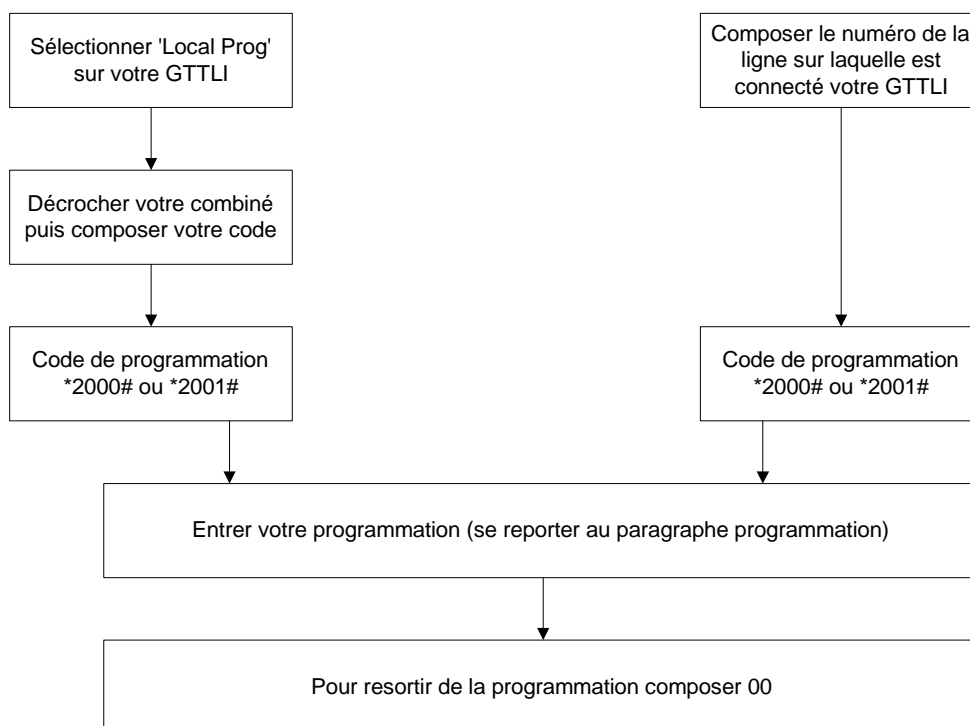 Sélectionner 'Local Prog'
sur votre GTTLI
Composer le numéro de la
ligne sur laquelle est
connecté votre GTTLI
Décrocher votre combiné
puis composer votre code
Code de programmation
*2000# ou *2001#
Code de programmation
*2000# ou *2001#
Entrer votre programmation (se reporter au paragraphe programmation)
Pour resortir de la programmation composer 00